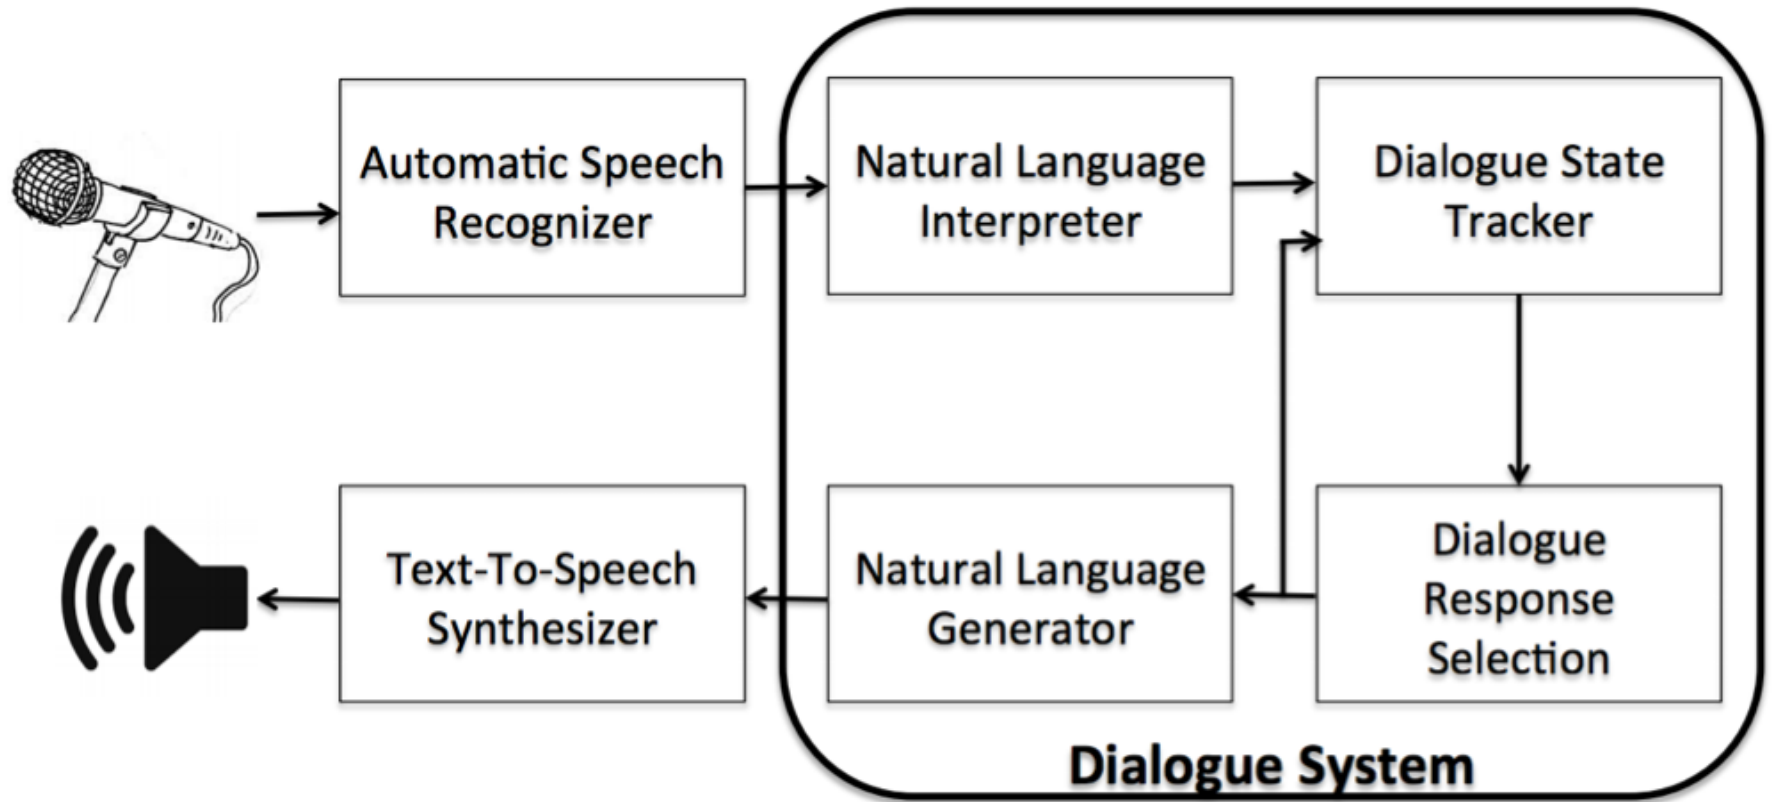 Automatic Speech
Recognizer
Natural Language
Interpreter
Dialogue State
Tracker
Text-To-Speech
Synthesizer
Natural Language
Generator
Dialogue
Response
Selection
Dialogue System